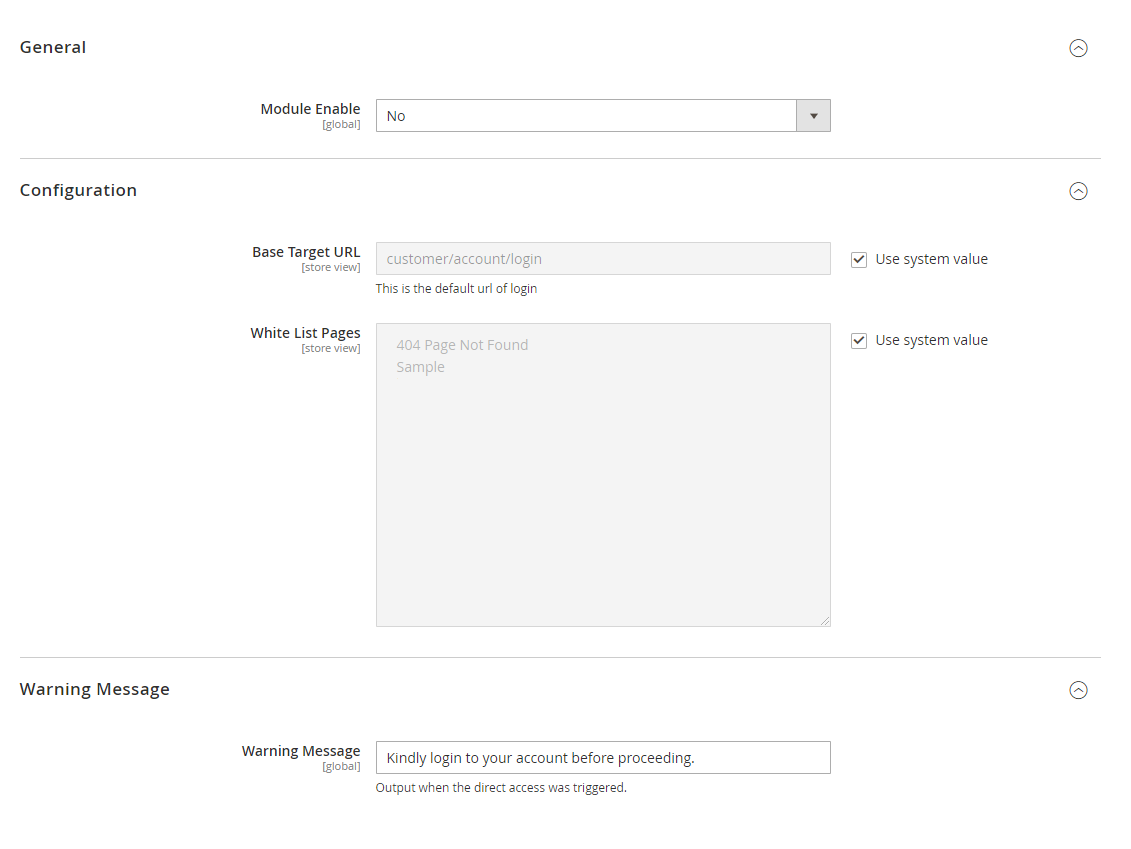 General
Module Enable
[global]
No
Configuration
Base Target URL
[store view]
customer/account/login
Use system value
This is the default url of login
White List Pages
[store view]
404 Page Not Found
Sample
Use system value
Warning Message
Warning Message
[global]
Kindly login to your account before proceeding.
Output when the direct access was triggered.